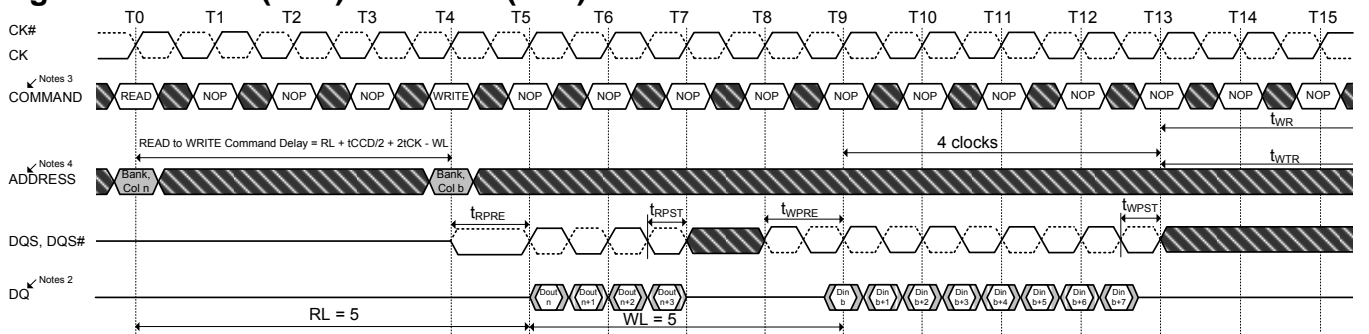 T0 T1 T2 T3 T4 T5 T6 T7 T8 T9 T10 T11 T12 T13 T14 T15
CK#
CK
Notes 3
COMMAND
READ NOP NOP NOP WRITE NOP NOP NOP NOP NOP NOP NOP NOP NOP NOP NOP
tWR
READ to WRITE Command Delay = RL + tCCD/2 + 2tCK - WL
4 clocks
tWTR
Notes 4
ADDRESS
Bank, Col n
Bank, Col b
tRPRE tRPST tWPRE tWPST
DQS, DQS#
Notes 2
DQ
Dout n Dout n+1 Dout n+2 Dout n+3 Din b Din b+1 Din b+2 Din b+3 Din b+4 Din b+5 Din b+6 Din b+7
RL = 5 WL = 5